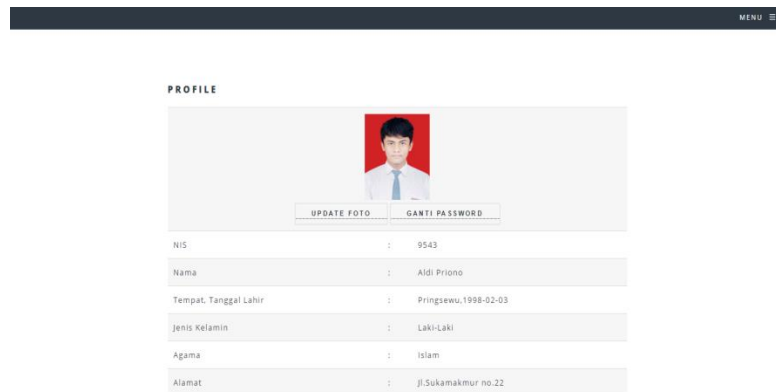 MENU ☰
PROFILE
UPDATE FOTO GANTI PASSWORD
NIS : 9543
Nama : Aldi Priono
Tempat, Tanggal Lahir : Pringsewu,1998-02-03
Jenis Kelamin : Laki-Laki
Agama : Islam
Alamat : Jl.Sukamakmur no.22